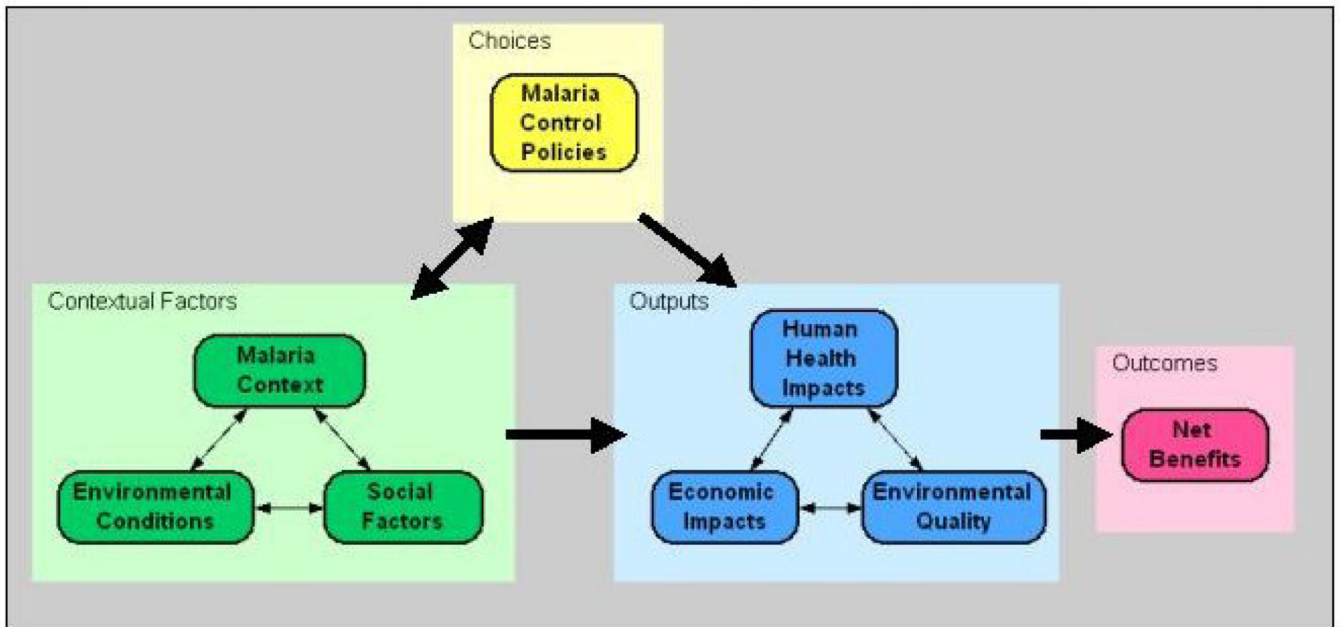 Choices
Malaria
Control
Policies
Contextual Factors
Malaria
Context
Environmental
Conditions
Social
Factors
Outputs
Human
Health
Impacts
Economic
Impacts
Environmental
Quality
Outcomes
Net
Benefits